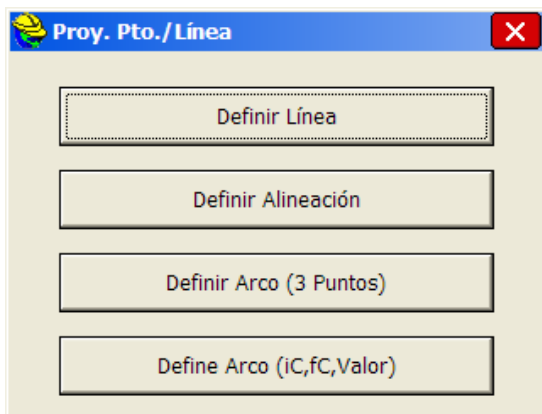 Proy. Pto./Línea
Definir Línea
Definir Alineación
Definir Arco (3 Puntos)
Define Arco (iC,fC,Valor)